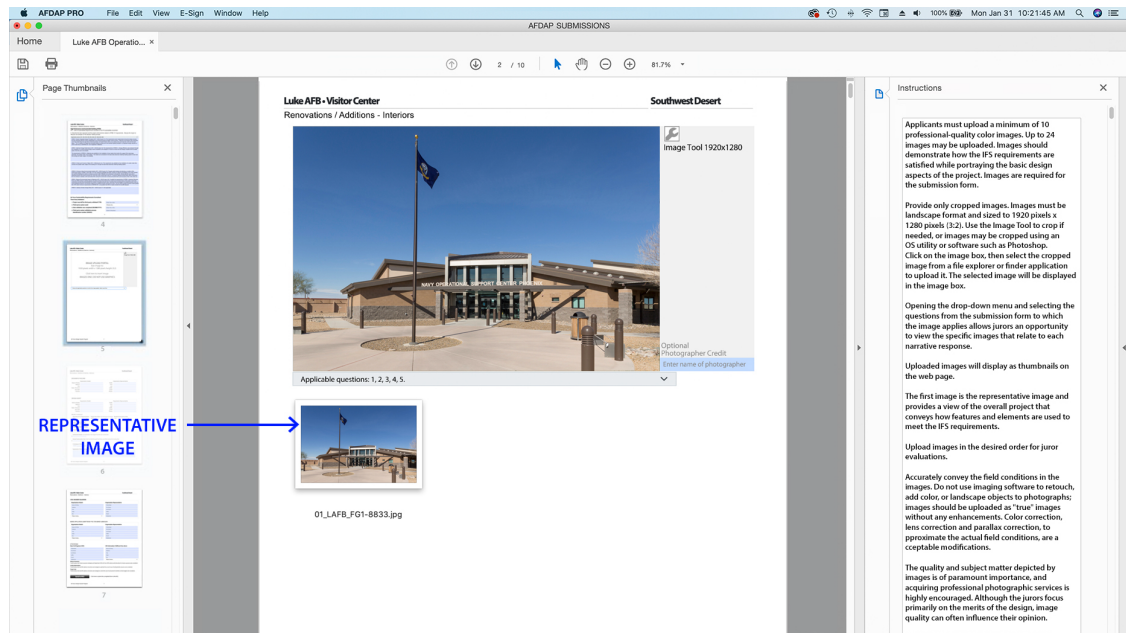 AFDAP PRO File Edit View E-Sign Window Help
100% Mon Jan 31 10:21:45 AM
AFDAP SUBMISSIONS
Home
Luke AFB Operatio... ×
2 / 10
81.7%
Page Thumbnails
4
5
6
7
REPRESENTATIVE
IMAGE
Luke AFB • Visitor Center
Southwest Desert
Renovations / Additions - Interiors
Image Tool 1920x1280
NAVY OPERATIONAL SUPPORT CENTER PHOENIX
Optional
Photographer Credit
Enter name of photographer
Applicable questions: 1, 2, 3, 4, 5.
01_LAFB_FG1-8833.jpg
Instructions
Applicants must upload a minimum of 10
professional-quality color images. Up to 24
images may be uploaded. Images should
demonstrate how the IFS requirements are
satisfied while portraying the basic design
aspects of the project. Images are required for
the submission form.
Provide only cropped images. Images must be
landscape format and sized to 1920 pixels x
1280 pixels (3:2). Use the Image Tool to crop if
needed, or images may be cropped using an
OS utility or software such as Photoshop.
Click on the image box, then select the cropped
image from a file explorer or finder application
to upload it. The selected image will be displayed
in the image box.
Opening the drop-down menu and selecting the
questions from the submission form to which
the image applies allows jurors an opportunity
to view the specific images that relate to each
narrative response.
Uploaded images will display as thumbnails on
the web page.
The first image is the representative image and
provides a view of the overall project that
conveys how features and elements are used to
meet the IFS requirements.
Upload images in the desired order for juror
evaluations.
Accurately convey the field conditions in the
images. Do not use imaging software to retouch,
add color, or landscape objects to photographs;
images should be uploaded as "true" images
without any enhancements. Color correction,
lens correction and parallax correction, to
pproximate the actual field conditions, are a
cceptable modifications.
The quality and subject matter depicted by
images is of paramount importance, and
acquiring professional photographic services is
highly encouraged. Although the jurors focus
primarily on the merits of the design, image
quality can often influence their opinion.